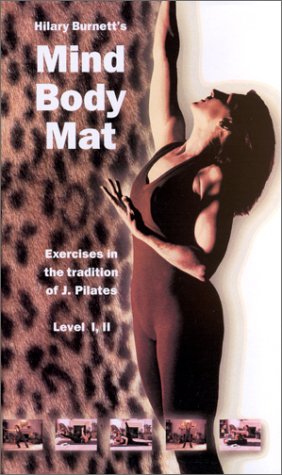 Hilary Burnett's
Mind
Body
Mat
Exercises in
the tradition
of J. Pilates
Level I, II